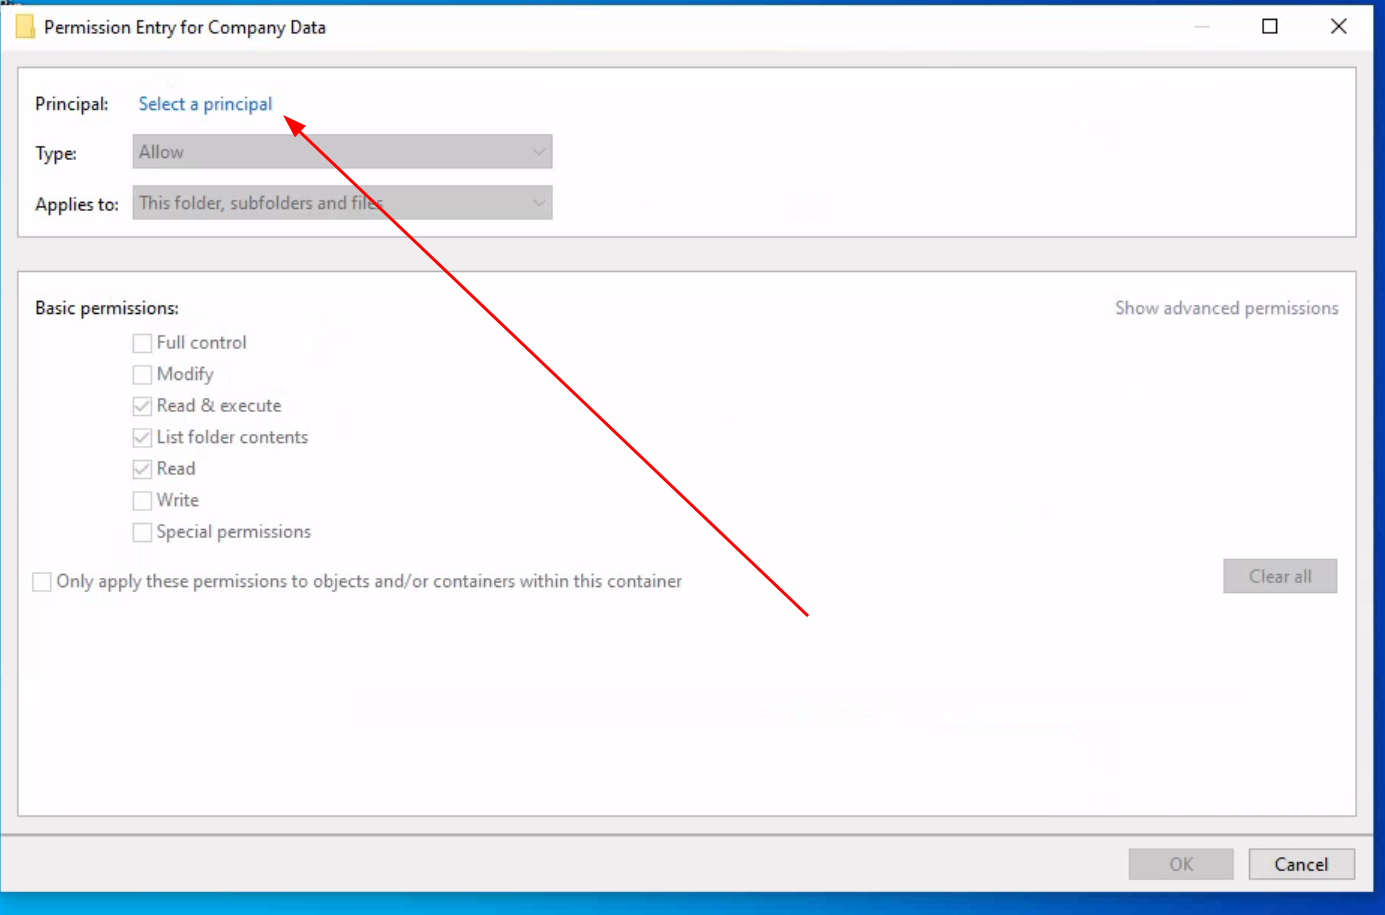 Permission Entry for Company Data
Principal: Select a principal
Type: Allow
Applies to: This folder, subfolders and files
Basic permissions: Show advanced permissions
Full control
Modify
Read & execute
List folder contents
Read
Write
Special permissions
Only apply these permissions to objects and/or containers within this container
Clear all
OK Cancel